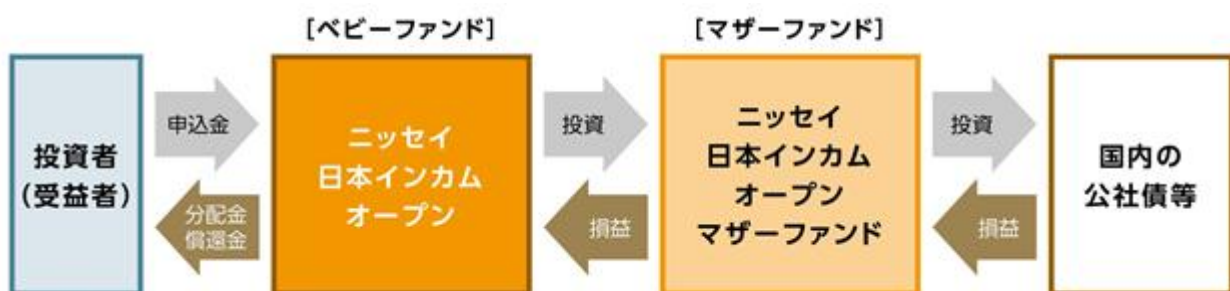 [ベビーファンド]
[マザーファンド]
投資者
(受益者)
申込金
分配金
償還金
ニッセイ
日本インカム
オープン
投資
損益
ニッセイ
日本インカム
オープン
マザーファンド
投資
損益
国内の
公社債等